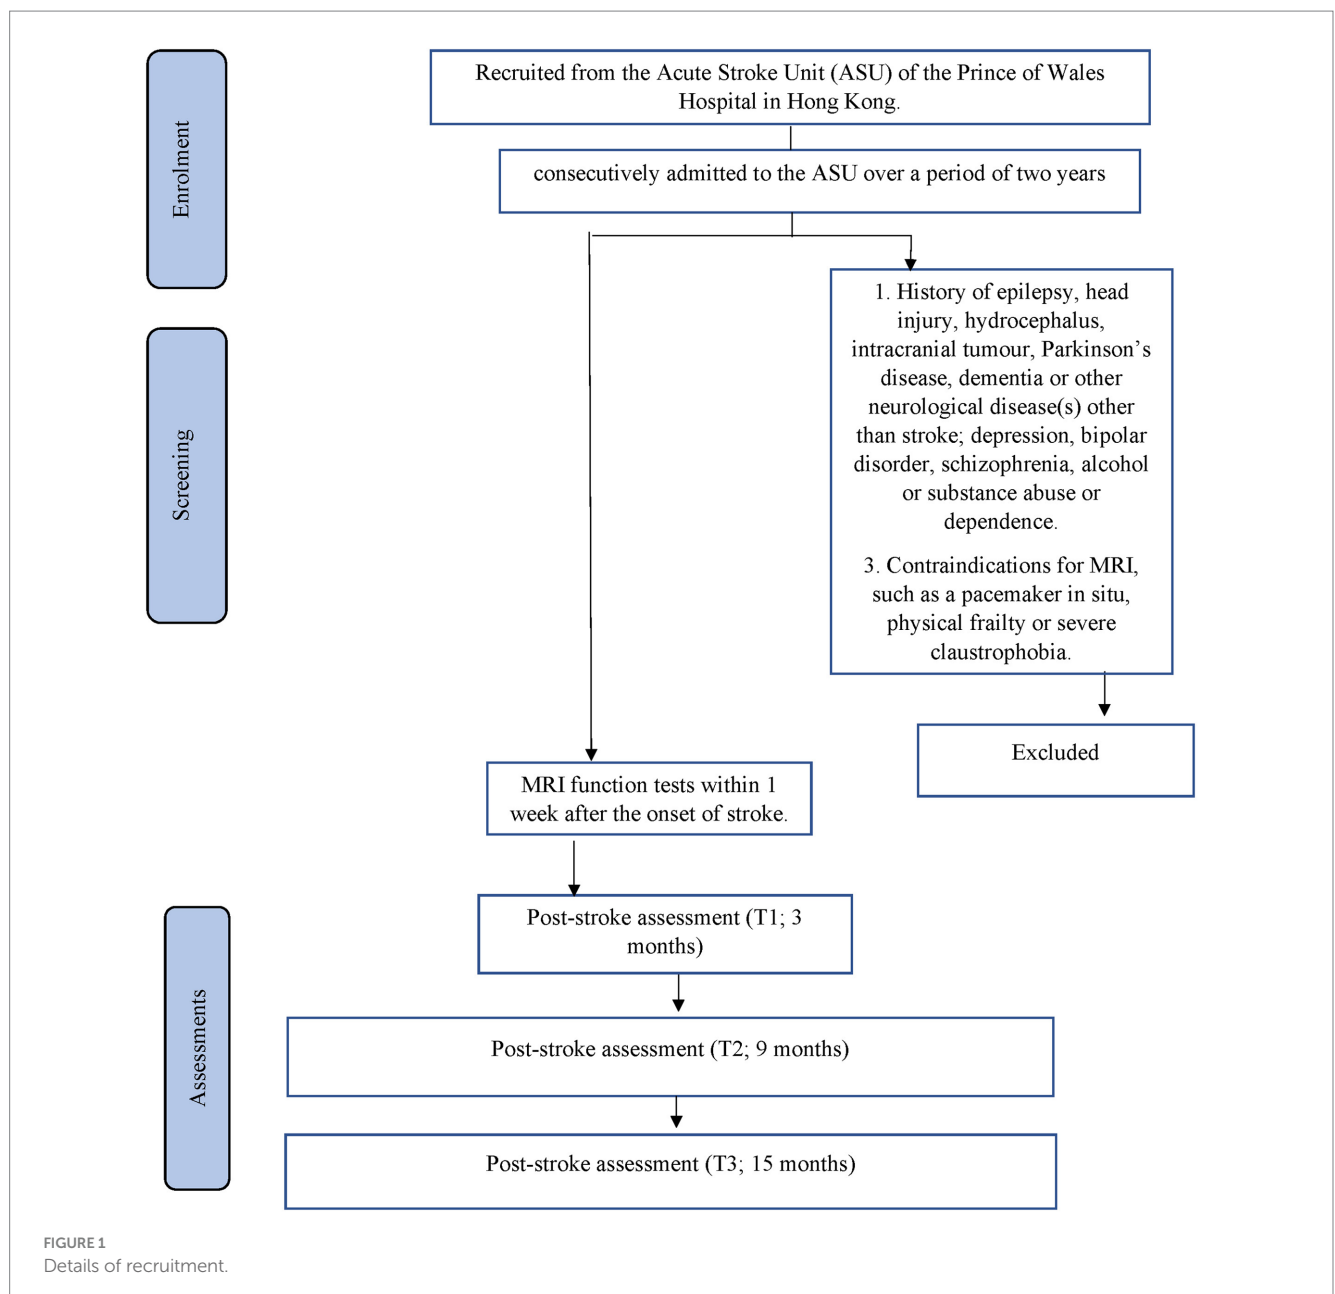 Enrolment
Recruited from the Acute Stroke Unit (ASU) of the Prince of Wales
Hospital in Hong Kong.
consecutively admitted to the ASU over a period of two years
Screening
1. History of epilepsy, head
injury, hydrocephalus,
intracranial tumour, Parkinson’s
disease, dementia or other
neurological disease(s) other
than stroke; depression, bipolar
disorder, schizophrenia, alcohol
or substance abuse or
dependence.
3. Contraindications for MRI,
such as a pacemaker in situ,
physical frailty or severe
claustrophobia.
Excluded
MRI function tests within 1
week after the onset of stroke.
Assessments
Post-stroke assessment (T1; 3
months)
Post-stroke assessment (T2; 9 months)
Post-stroke assessment (T3; 15 months)
FIGURE 1
Details of recruitment.